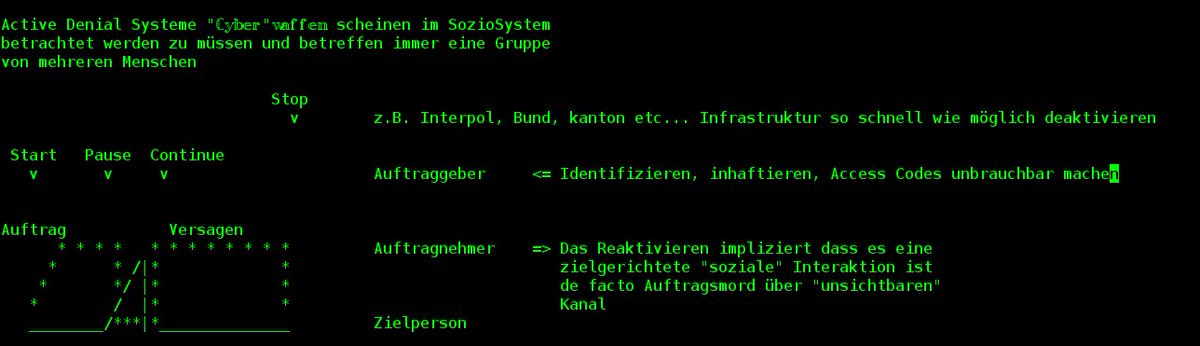 Active Denial Systeme "ℂyber"waffen scheinen im SozioSystem
betrachtet werden zu müssen und betreffen immer eine Gruppe
von mehreren Menschen
Stop
v z.B. Interpol, Bund, kanton etc... Infrastruktur so schnell wie möglich deaktivieren
Start Pause Continue
v v v Auftraggeber <= Identifizieren, inhaftieren, Access Codes unbrauchbar machen
Auftrag Versagen
* * * * * * * * * * * * Auftragnehmer => Das Reaktivieren impliziert dass es eine
* * /|* * zielgerichtete "soziale" Interaktion ist
* */ |* * de facto Auftragsmord über "unsichtbaren"
* / |* * Kanal
________/***|*______________ Zielperson